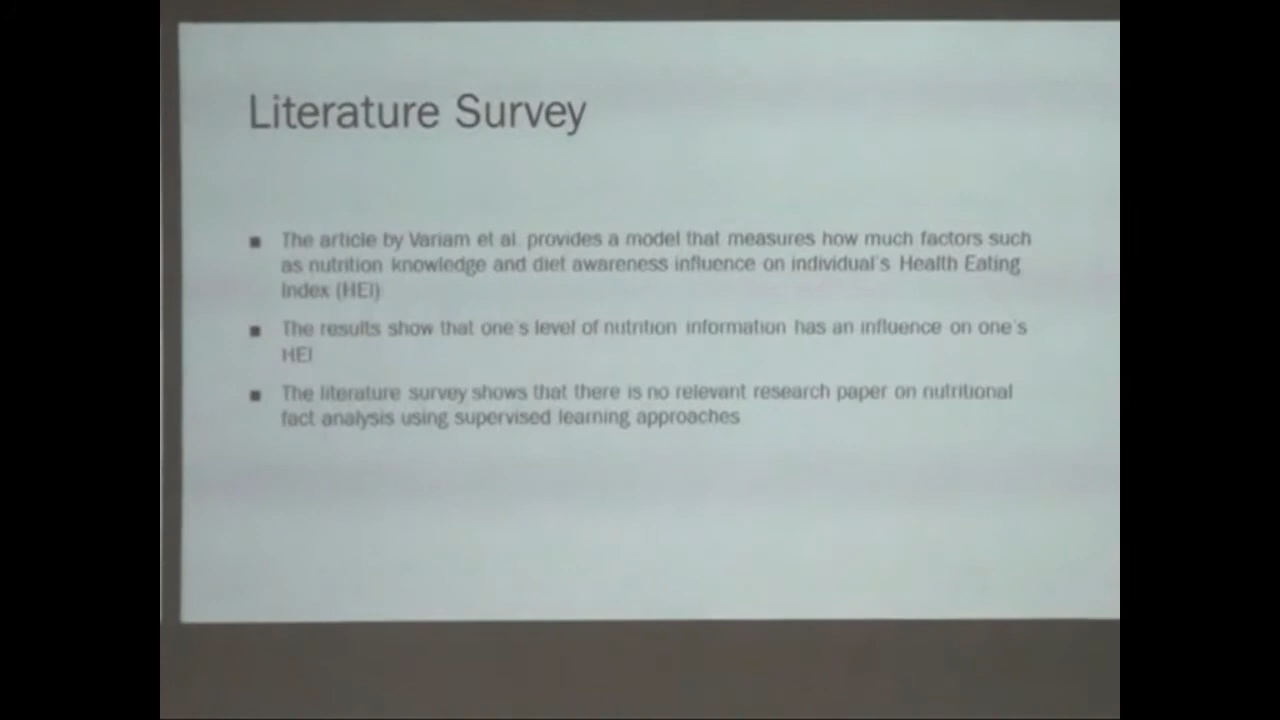 Literature Survey
■ The article by Variam et al. provides a model that measures how much factors such
as nutrition knowledge and diet awareness influence on individual's Health Eating
Index (HEI)
■ The results show that one's level of nutrition information has an influence on one's
HEI
■ The literature survey shows that there is no relevant research paper on nutritional
fact analysis using supervised learning approaches